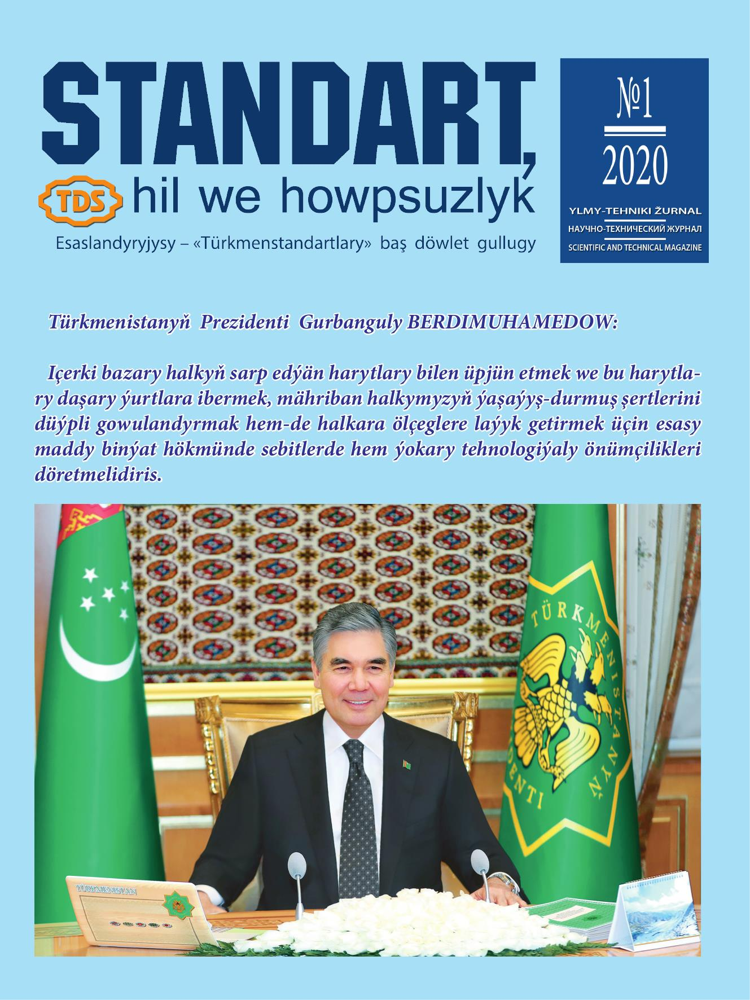 STANDART,
TDS
hil we howpsuzlyk
Esaslandyryjysy – «Türkmenstandartlary» baş döwlet gullugy
№1
2020
YLMY-TEHNIKI ŽURNAL
НАУЧНО-ТЕХНИЧЕСКИЙ ЖУРНАЛ
SCIENTIFIC AND TECHNICAL MAGAZINE
Türkmenistanyň Prezidenti Gurbanguly BERDIMUHAMEDOW:
Içerki bazary halkyň sarp edýän harytlary bilen üpjün etmek we bu harytla-
ry daşary ýurtlara ibermek, mähriban halkymyzyň ýaşaýyş-durmuş şertlerini
düýpli gowulandyrmak hem-de halkara ölçeglere laýyk getirmek üçin esasy
maddy binýat hökmünde sebitlerde hem ýokary tehnologiýaly önümçilikleri
döretmelidiris.
TÜRKMENISTANYŇ
TÜRKMENISTAN